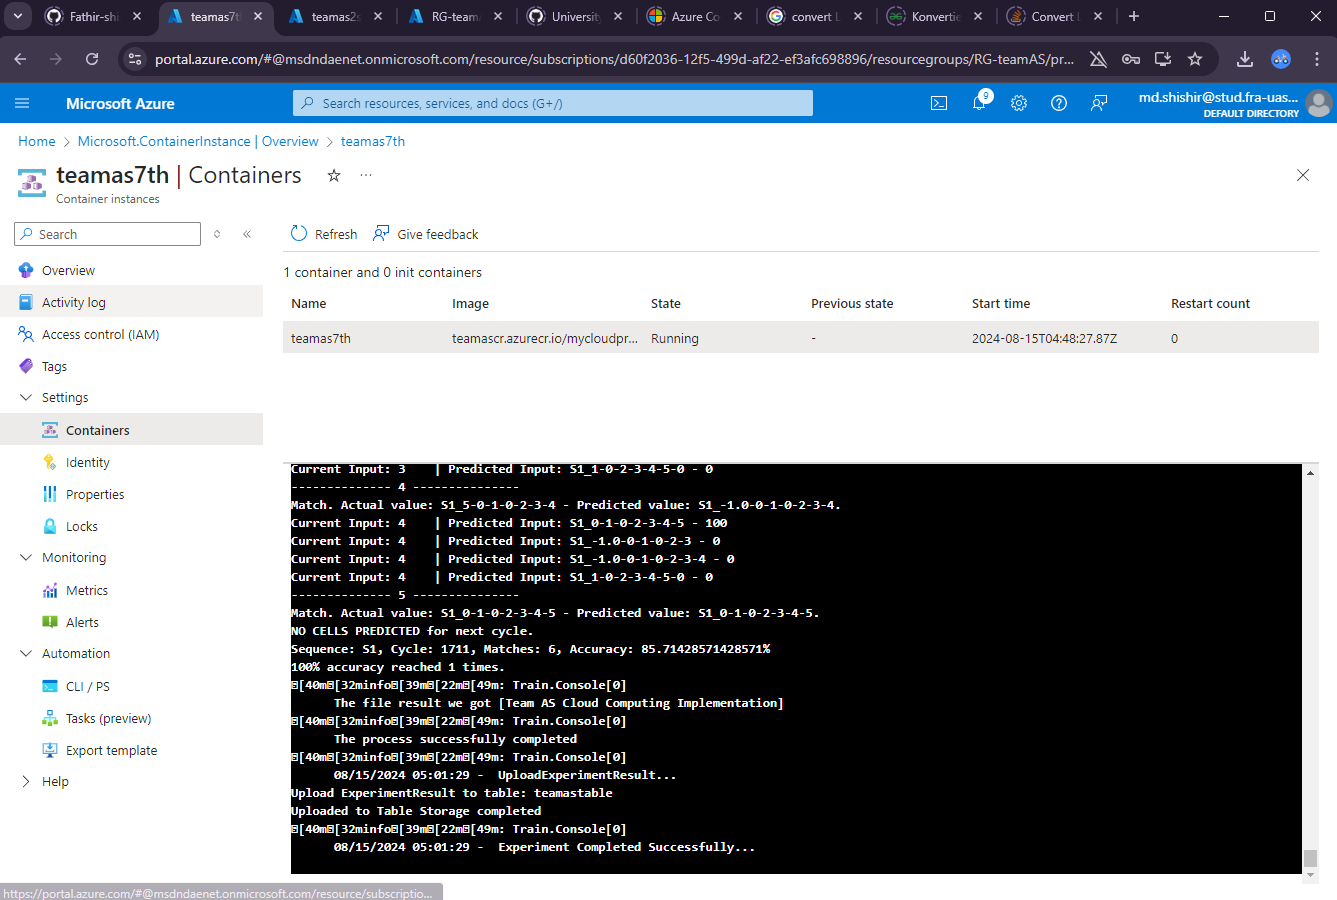 Fathir-shi
teamas7t
teamas2s
RG-team
University
Azure Co
convert L
Konvertie
Convert L
portal.azure.com/#@msdndaenet.onmicrosoft.com/resource/subscriptions/d60f2036-12f5-499d-af22-ef3afc698896/resourcegroups/RG-teamAS/pr...
Microsoft Azure
Search resources, services, and docs (G+/)
9
md.shishir@stud.fra-uas...
DEFAULT DIRECTORY
Home > Microsoft.ContainerInstance | Overview > teamas7th
teamas7th | Containers
Container instances
Search
Refresh
Give feedback
Overview
Activity log
Access control (IAM)
Tags
Settings
Containers
Identity
Properties
Locks
Monitoring
Metrics
Alerts
Automation
CLI / PS
Tasks (preview)
Export template
Help
1 container and 0 init containers
Name Image State Previous state Start time Restart count
teamas7th teamascr.azurecr.io/mycloudpr... Running - 2024-08-15T04:48:27.87Z 0
Current Input: 3 | Predicted Input: S1_1-0-2-3-4-5-0 - 0
-------------- 4 ---------------
Match. Actual value: S1_5-0-1-0-2-3-4 - Predicted value: S1_-1.0-0-1-0-2-3-4.
Current Input: 4 | Predicted Input: S1_0-1-0-2-3-4-5 - 100
Current Input: 4 | Predicted Input: S1_-1.0-0-1-0-2-3 - 0
Current Input: 4 | Predicted Input: S1_-1.0-0-1-0-2-3-4 - 0
Current Input: 4 | Predicted Input: S1_1-0-2-3-4-5-0 - 0
-------------- 5 ---------------
Match. Actual value: S1_0-1-0-2-3-4-5 - Predicted value: S1_0-1-0-2-3-4-5.
NO CELLS PREDICTED for next cycle.
Sequence: S1, Cycle: 1711, Matches: 6, Accuracy: 85.71428571428571%
100% accuracy reached 1 times.
[40m[32minfo[39m[22m[49m: Train.Console[0]
The file result we got [Team AS Cloud Computing Implementation]
[40m[32minfo[39m[22m[49m: Train.Console[0]
The process successfully completed
[40m[32minfo[39m[22m[49m: Train.Console[0]
08/15/2024 05:01:29 - UploadExperimentResult...
Upload ExperimentResult to table: teamastable
Uploaded to Table Storage completed
[40m[32minfo[39m[22m[49m: Train.Console[0]
08/15/2024 05:01:29 - Experiment Completed Successfully...
https://portal.azure.com/#@msdndaenet.onmicrosoft.com/resource/subscriptio...